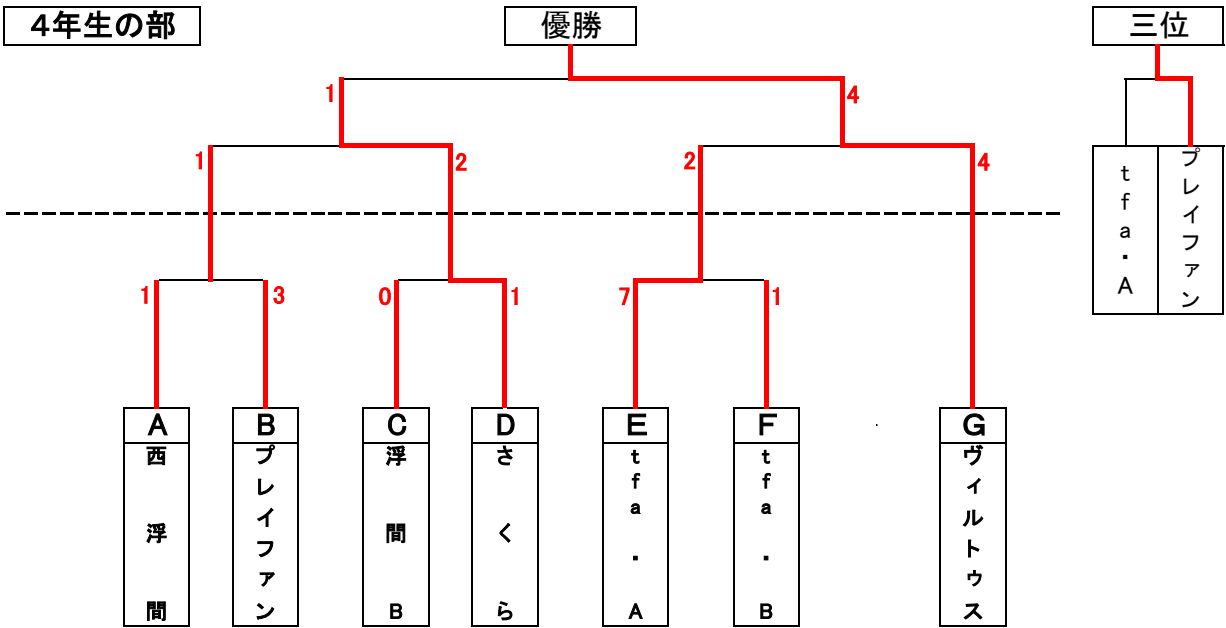 ４年生の部
優勝
三位
1
4
1
2
2
4
tfa・A
プレイファン
1
3
0
1
7
1
A
B
C
D
E
F
G
西浮間
プレイファン
浮間B
さくら
tfa・A
tfa・B
ヴィルトゥス